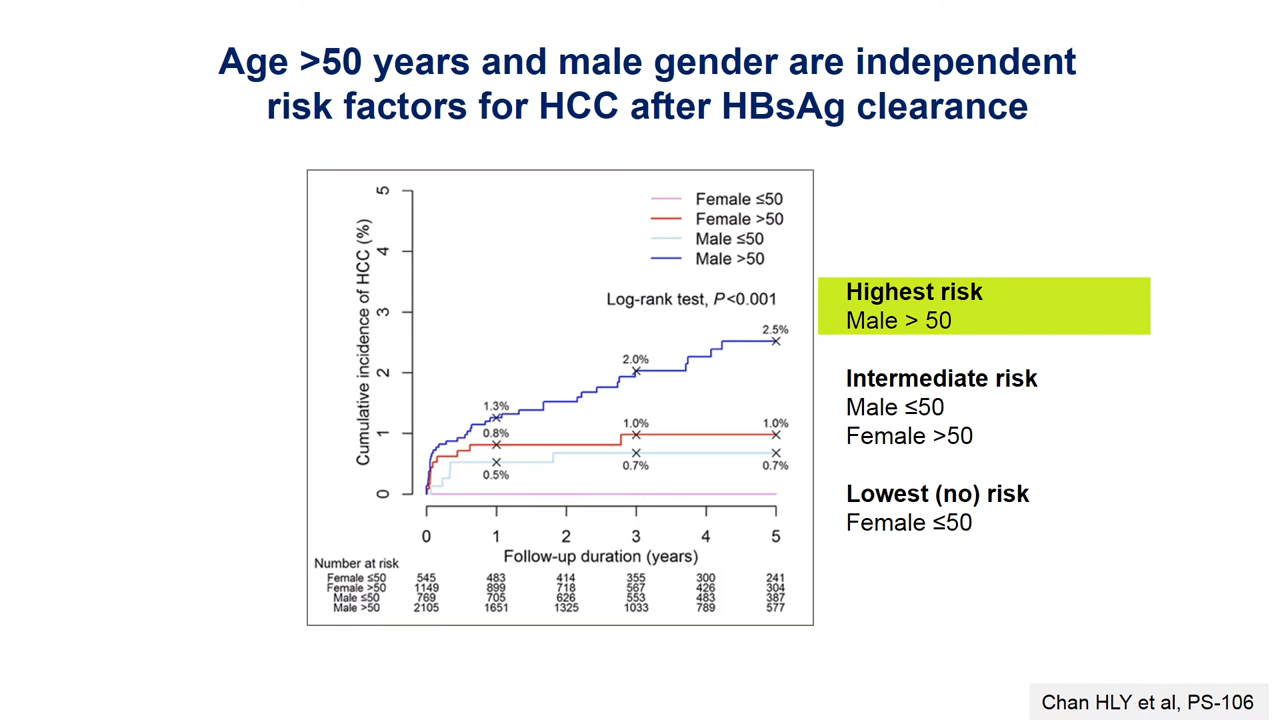 Age >50 years and male gender are independent
risk factors for HCC after HBsAg clearance
Cumulative incidence of HCC (%)
5
4
3
2
1
0
Female ≤50
Female >50
Male ≤50
Male >50
Log-rank test, P<0.001
2.5%
2.0%
1.3%
0.8%
1.0%
1.0%
0.5%
0.7%
0.7%
0 1 2 3 4 5
Follow-up duration (years)
Number at risk
Female ≤50 545 483 414 355 300 241
Female >50 1149 899 718 567 426 304
Male ≤50 769 705 626 553 483 387
Male >50 2105 1651 1325 1033 789 577
Highest risk
Male > 50
Intermediate risk
Male ≤50
Female >50
Lowest (no) risk
Female ≤50
Chan HLY et al, PS-106